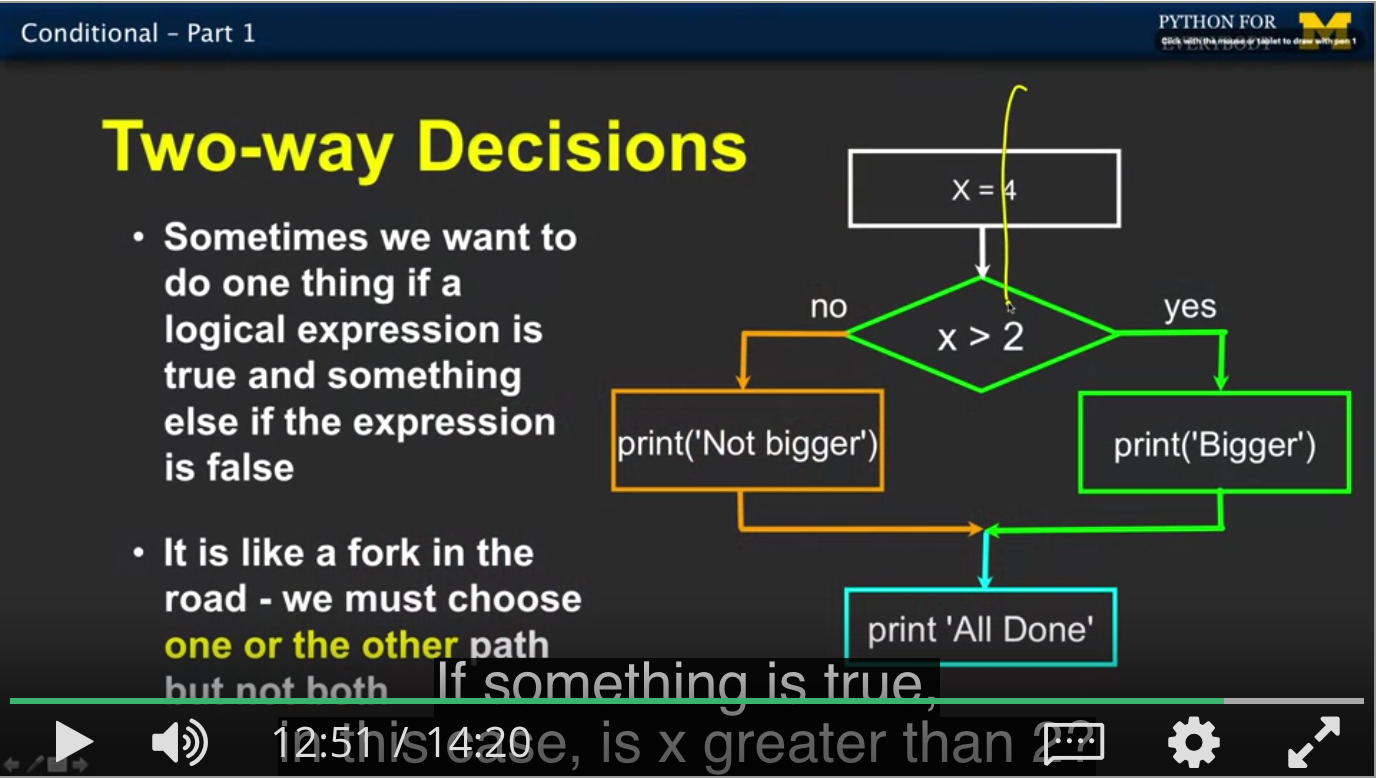 Conditional – Part 1
PYTHON FOR
EVERYBODY
Click with the mouse or tablet to draw with pen 1
Two-way Decisions
• Sometimes we want to
do one thing if a
logical expression is
true and something
else if the expression
is false
• It is like a fork in the
road - we must choose
one or the other path
but not both
X = 4
x > 2
no
yes
print('Not bigger')
print('Bigger')
print 'All Done'
If something is true,
in this case, is x greater than 2?
12:51 / 14:20